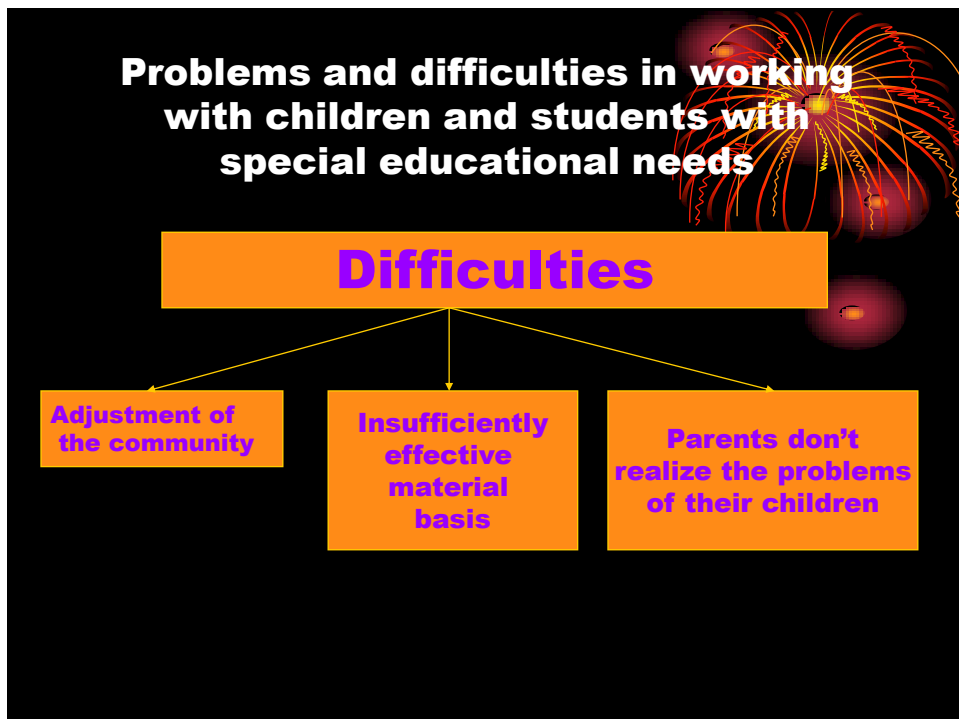 Problems and difficulties in working
with children and students with
special educational needs
Difficulties
Adjustment of
the community
Insufficiently
effective
material
basis
Parents don’t
realize the problems
of their children